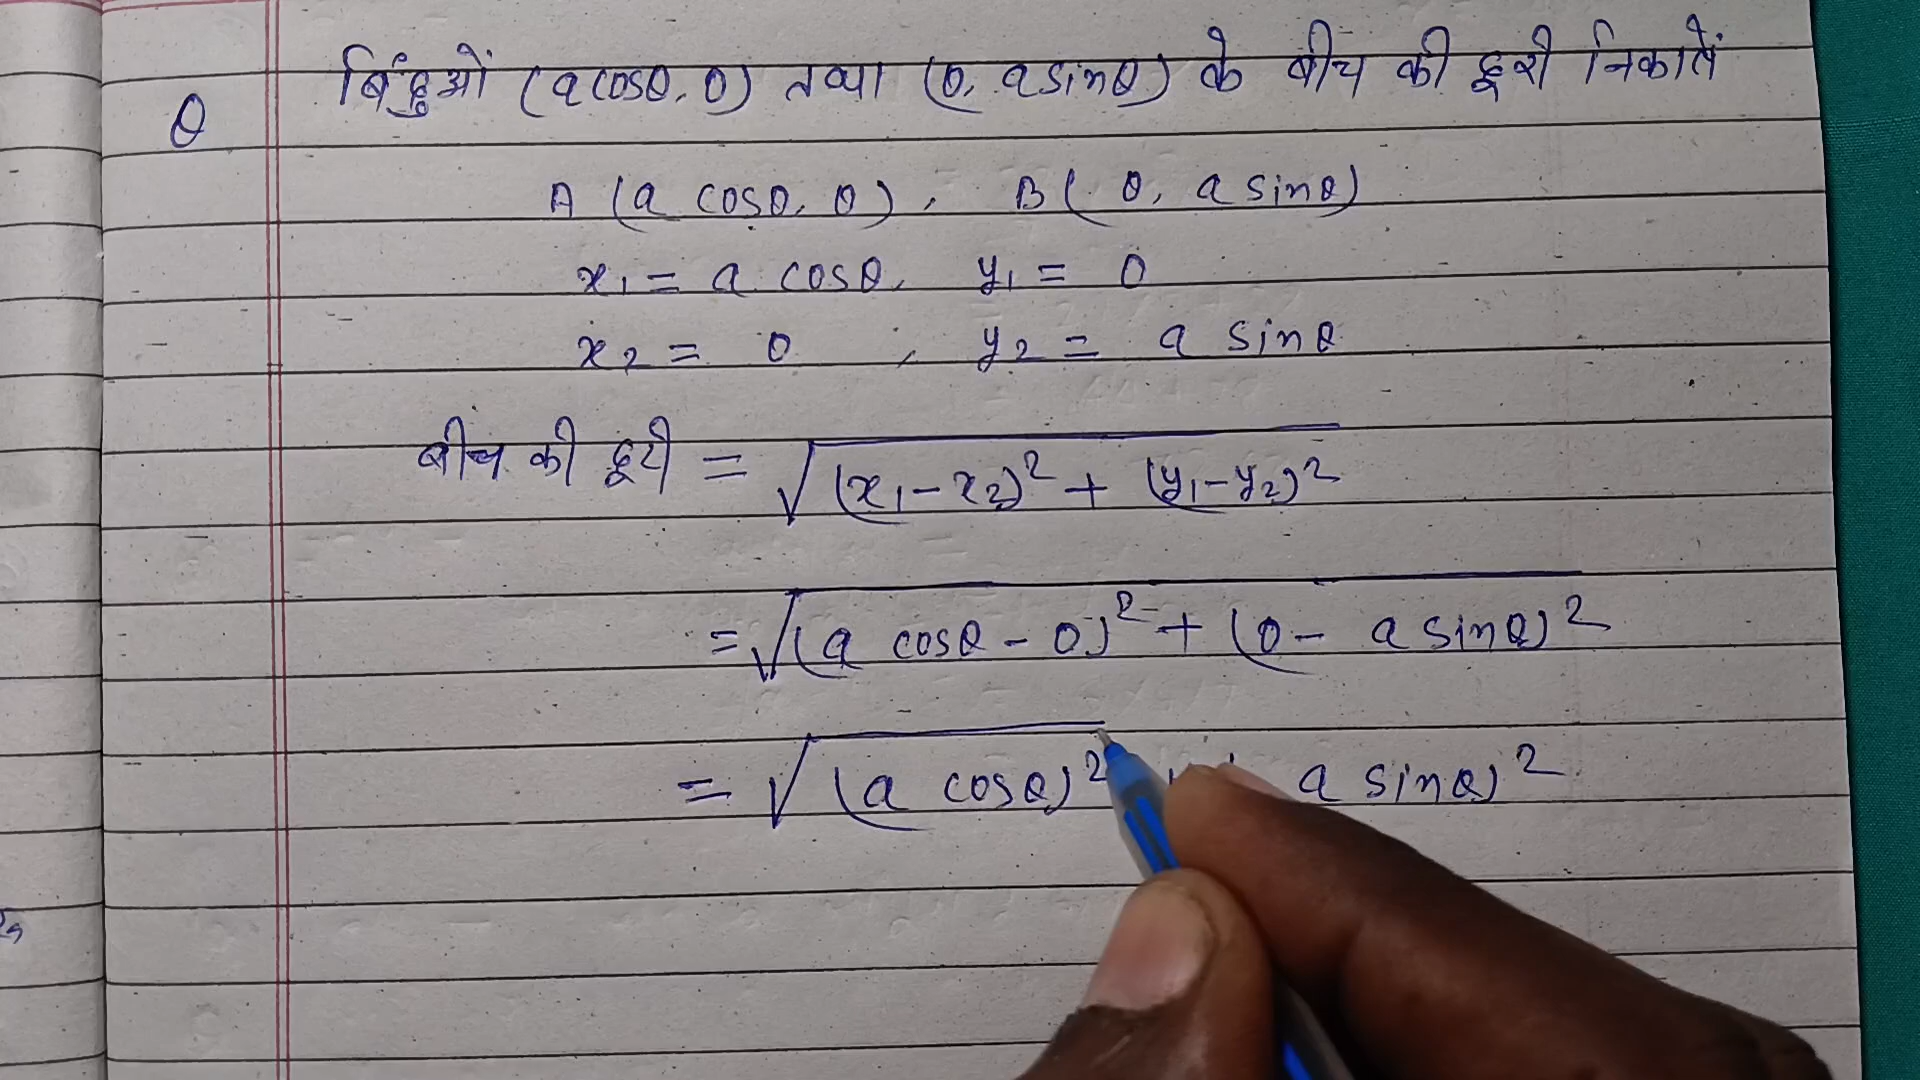 बिंदुओं (a cosθ, 0) तथा (0, a sinθ) के बीच की दूरी निकालें
Q
A (a cosθ, 0), B( 0, a sinθ)
x₁ = a cosθ, y₁ = 0
x₂ = 0 , y₂ = a sinθ
बीच की दूरी = √(x₁-x₂)² + (y₁-y₂)²
= √(a cosθ - 0)² + (0 - a sinθ)²
= √(a cosθ)² a sinθ)²